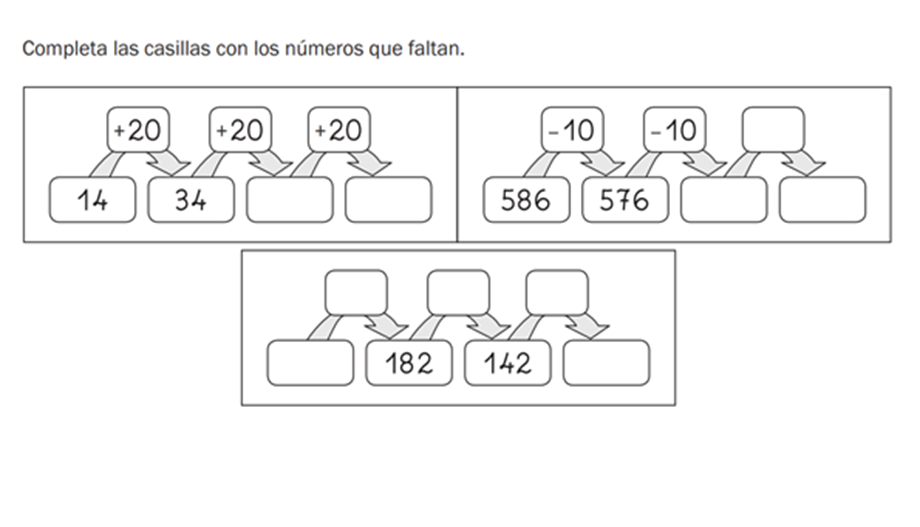 Completa las casillas con los números que faltan.
+20 +20 +20
14 34
-10 -10
586 576
182 142